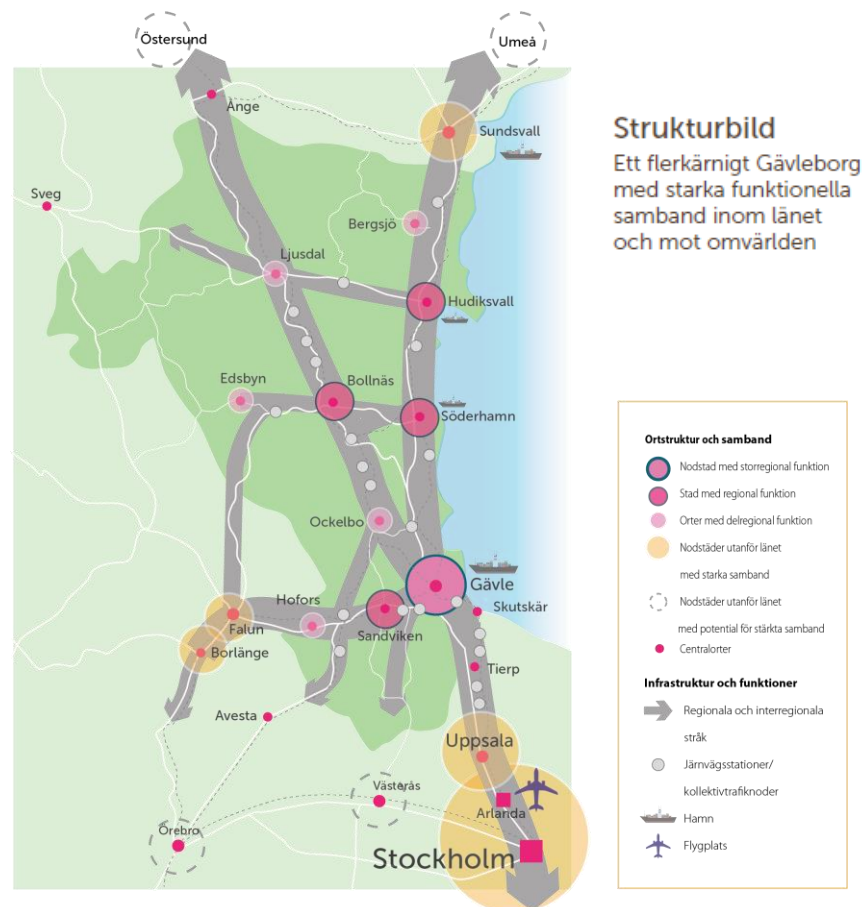 Östersund
Umeå
Ånge
Sundsvall
Sveg
Bergsjö
Ljusdal
Hudiksvall
Edsbyn
Bollnäs
Söderhamn
Ockelbo
Gävle
Hofors
Skutskär
Falun
Sandviken
Borlänge
Tierp
Avesta
Uppsala
Västerås
Arlanda
Örebro
Stockholm
Strukturbild
Ett flerkärnigt Gävleborg
med starka funktionella
samband inom länet
och mot omvärlden
Ortstruktur och samband
Nodstad med storregional funktion
Stad med regional funktion
Orter med delregional funktion
Nodstäder utanför länet
med starka samband
Nodstäder utanför länet
med potential för stärkta samband
Centralorter
Infrastruktur och funktioner
Regionala och interregionala
stråk
Järnvägsstationer/
kollektivtrafiknoder
Hamn
Flygplats